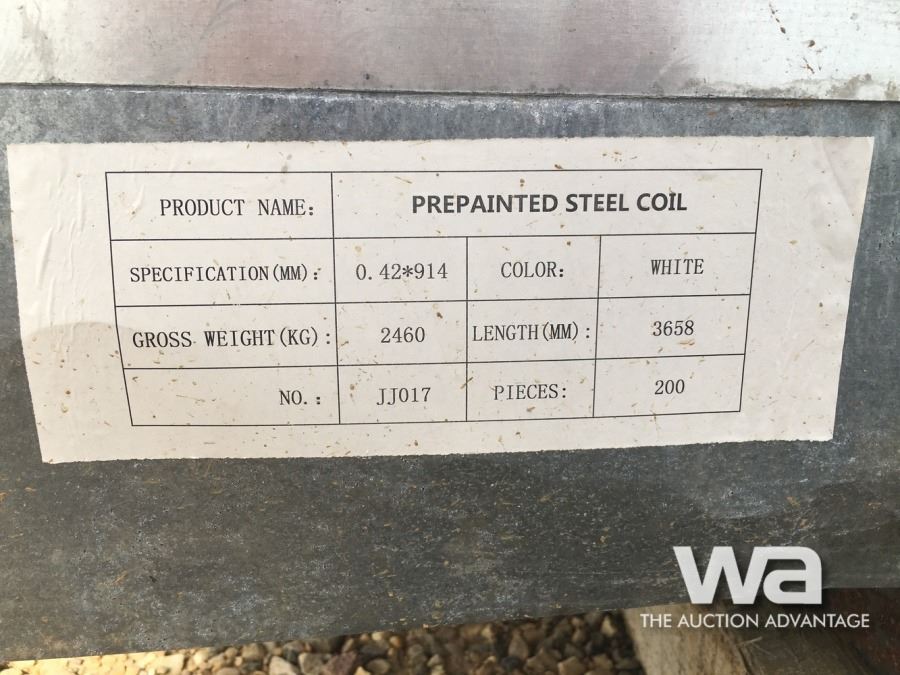 PRODUCT NAME: PREPAINTED STEEL COIL
SPECIFICATION(MM): 0.42*914 COLOR: WHITE
GROSS WEIGHT(KG): 2460 LENGTH(MM): 3658
NO.: JJ017 PIECES: 200
wa
THE AUCTION ADVANTAGE